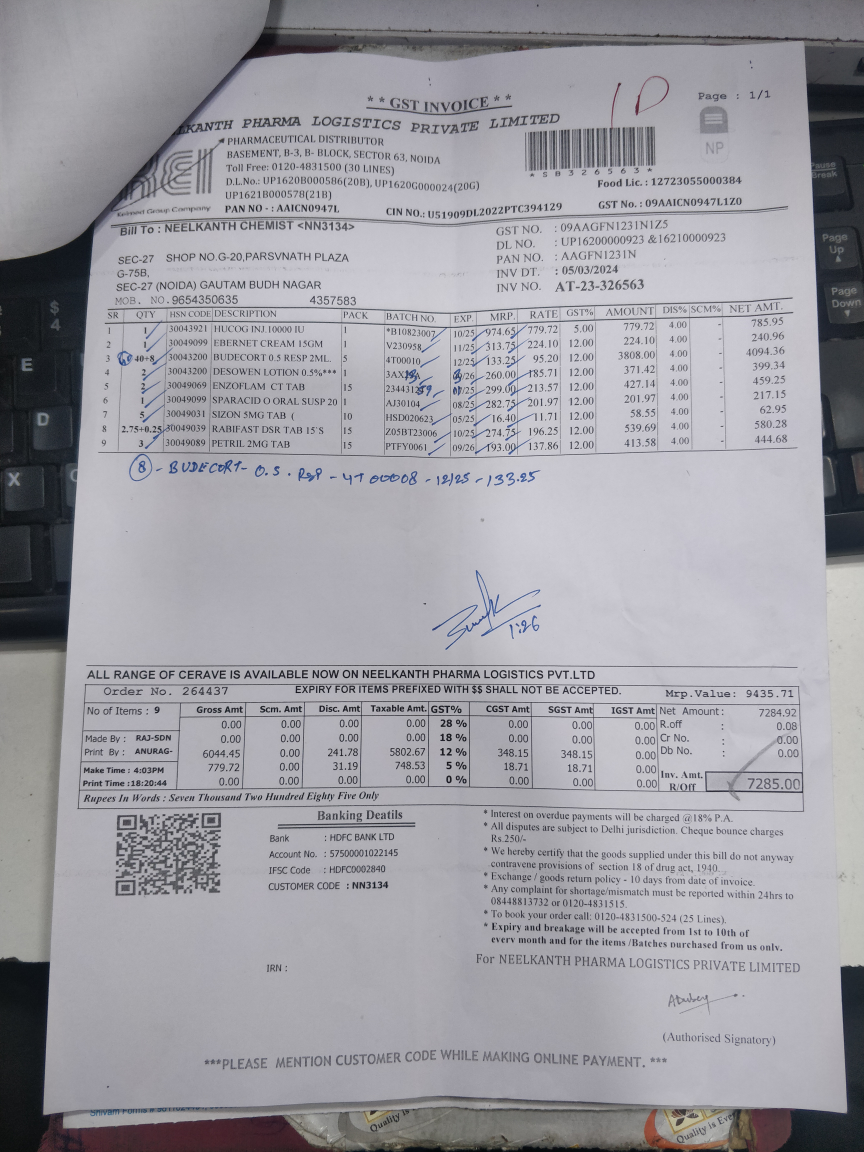 ** GST INVOICE **
Page : 1/1
10
NEELKANTH PHARMA LOGISTICS PRIVATE LIMITED
PHARMACEUTICAL DISTRIBUTOR
BASEMENT, B-3, B- BLOCK, SECTOR 63, NOIDA
Toll Free: 0120-4831500 (30 LINES)
D.L.No.: UP1620B000586(20B), UP1620G000024(20G)
UP1621B000578(21B)
PAN NO - : AAICN0947L
CIN NO.: U51909DL2022PTC394129
*SB326563*
NP
Food Lic. : 12723055000384
GST No. : 09AAICN0947L1Z0
Kelneed Group Company
Bill To : NEELKANTH CHEMIST <NN3134>
SEC-27 SHOP NO.G-20,PARSVNATH PLAZA
G-75B,
SEC-27 (NOIDA) GAUTAM BUDH NAGAR
MOB. NO.9654350635 4357583
GST NO. : 09AAGFN1231N1Z5
DL NO. : UP16200000923 &16210000923
PAN NO. : AAGFN1231N
INV DT. : 05/03/2024
INV NO. AT-23-326563
SR QTY HSN CODE DESCRIPTION PACK BATCH NO. EXP. MRP. RATE GST% AMOUNT DIS% SCM% NET AMT.
1 1 30043921 HUCOG INJ.10000 IU 1 *B10823007 10/25 974.65 779.72 5.00 779.72 4.00 - 785.95
2 1 30049099 EBERNET CREAM 15GM 1 V230958 11/25 313.75 224.10 12.00 224.10 4.00 - 240.96
3 40+8 30043200 BUDECORT 0.5 RESP 2ML. 5 4T00010 12/25 133.25 95.20 12.00 3808.00 4.00 - 4094.36
4 2 30043200 DESOWEN LOTION 0.5%*** 1 /26 260.00 185.71 12.00 371.42 4.00 - 399.34
5 2 30049069 ENZOFLAM CT TAB 15 299.00 213.57 12.00 427.14 4.00 - 459.25
6 1 30049099 SPARACID O ORAL SUSP 20 1 AJ30104 08/25 282.75 201.97 12.00 201.97 4.00 - 217.15
7 5 30049031 SIZON 5MG TAB ( 10 HSD020623 05/25 16.40 11.71 12.00 58.55 4.00 - 62.95
8 2.75+0.25 30049039 RABIFAST DSR TAB 15'S 15 Z05BT23006 10/25 274.75 196.25 12.00 539.69 4.00 - 580.28
9 3 30049089 PETRIL 2MG TAB 15 PTFY0061 09/26 193.00 137.86 12.00 413.58 4.00 - 444.68
8 - BUDECORT- 0.5. Rsp - 4T00008 - 12/25 - 133.25
1:26
ALL RANGE OF CERAVE IS AVAILABLE NOW ON NEELKANTH PHARMA LOGISTICS PVT.LTD
Order No. 264437 EXPIRY FOR ITEMS PREFIXED WITH $$ SHALL NOT BE ACCEPTED. Mrp.Value: 9435.71
No of Items : 9 Gross Amt Scm. Amt Disc. Amt Taxable Amt. GST% CGST Amt SGST Amt IGST Amt Net Amount : 7284.92
0.00 0.00 0.00 0.00 28 % 0.00 0.00 0.00 R.off 0.08
Made By : RAJ-SDN 0.00 0.00 0.00 0.00 18 % 0.00 0.00 0.00 Cr No. : 0.00
Print By : ANURAG- 6044.45 0.00 241.78 5802.67 12 % 348.15 348.15 0.00 Db No. : 0.00
Make Time : 4:03PM 779.72 0.00 31.19 748.53 5 % 18.71 18.71 0.00 Inv. Amt.
Print Time :18:20:44 0.00 0.00 0.00 0.00 0 % 0.00 0.00 0.00 R/Off 7285.00
Rupees In Words : Seven Thousand Two Hundred Eighty Five Only
Banking Deatils
Bank : HDFC BANK LTD
Account No. : 57500001022145
IFSC Code : HDFC0002840
CUSTOMER CODE : NN3134
* Interest on overdue payments will be charged @18% P.A.
* All disputes are subject to Delhi jurisdiction. Cheque bounce charges
Rs.250/-
* We hereby certify that the goods supplied under this bill do not anyway
contravene provisions of section 18 of drug act, 1940.
* Exchange / goods return policy - 10 days from date of invoice.
* Any complaint for shortage/mismatch must be reported within 24hrs to
08448813732 or 0120-4831515.
* To book your order call: 0120-4831500-524 (25 Lines).
* Expiry and breakage will be accepted from 1st to 10th of
every month and for the items /Batches purchased from us only.
IRN :
For NEELKANTH PHARMA LOGISTICS PRIVATE LIMITED
(Authorised Signatory)
***PLEASE MENTION CUSTOMER CODE WHILE MAKING ONLINE PAYMENT. ***
Pause
Break
Page
Up
Page
Down
$
4
X
Quality is
Quality is Ever